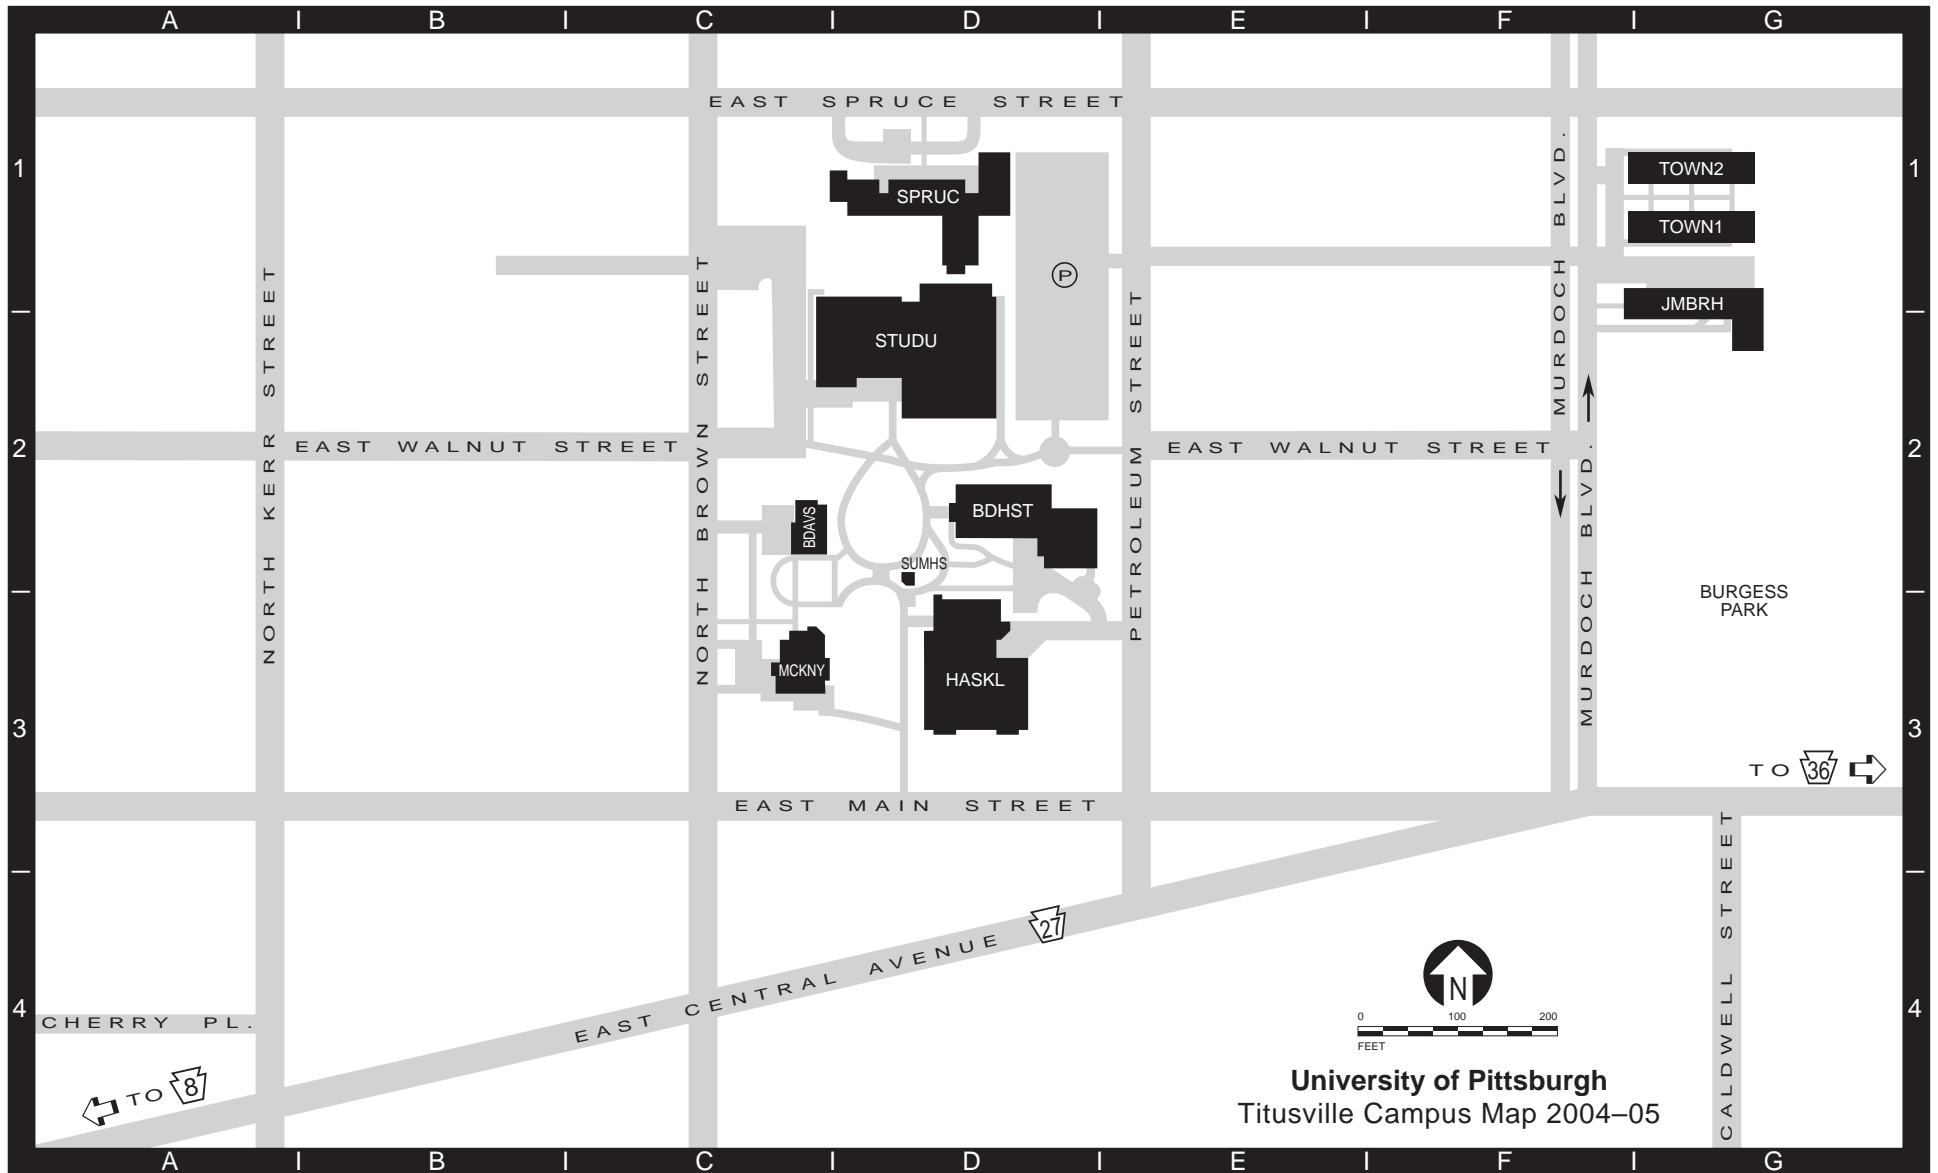 A I B I C I D I E I F I G
EAST SPRUCE STREET
1
1
TOWN2
SPRUC
TOWN1
P
JMBRH
STUDU
MURDOCH BLVD.
NORTH KERR STREET
NORTH BROWN STREET
PETROLEUM STREET
MURDOCH BLVD.
2
EAST WALNUT STREET
EAST WALNUT STREET
2
BDHST
BDAVS
SUMHS
BURGESS
PARK
MCKNY
HASKL
3
3
TO 36
EAST MAIN STREET
CALDWELL STREET
27
EAST CENTRAL AVENUE
4
4
CHERRY PL.
N
0 100 200
FEET
TO 8
University of Pittsburgh
Titusville Campus Map 2004–05
A I B I C I D I E I F I G